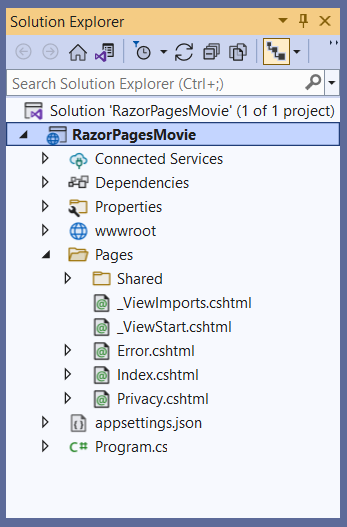 Solution Explorer
Search Solution Explorer (Ctrl+;)
Solution 'RazorPagesMovie' (1 of 1 project)
RazorPagesMovie
Connected Services
Dependencies
Properties
wwwroot
Pages
Shared
_ViewImports.cshtml
_ViewStart.cshtml
Error.cshtml
Index.cshtml
Privacy.cshtml
appsettings.json
C# Program.cs